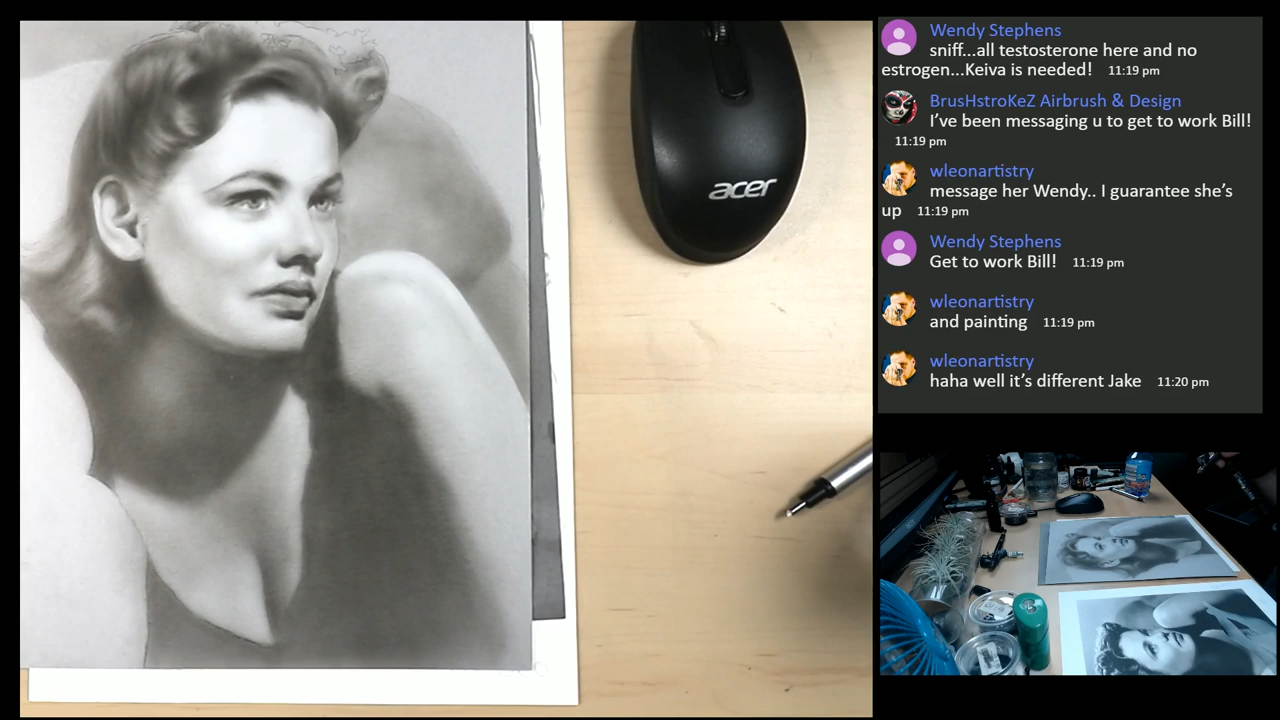 acer
Wendy Stephens
sniff...all testosterone here and no
estrogen...Keiva is needed! 11:19 pm
BrusHstroKeZ Airbrush & Design
I've been messaging u to get to work Bill!
11:19 pm
wleonartistry
message her Wendy.. I guarantee she's
up 11:19 pm
Wendy Stephens
Get to work Bill! 11:19 pm
wleonartistry
and painting 11:19 pm
wleonartistry
haha well it's different Jake 11:20 pm